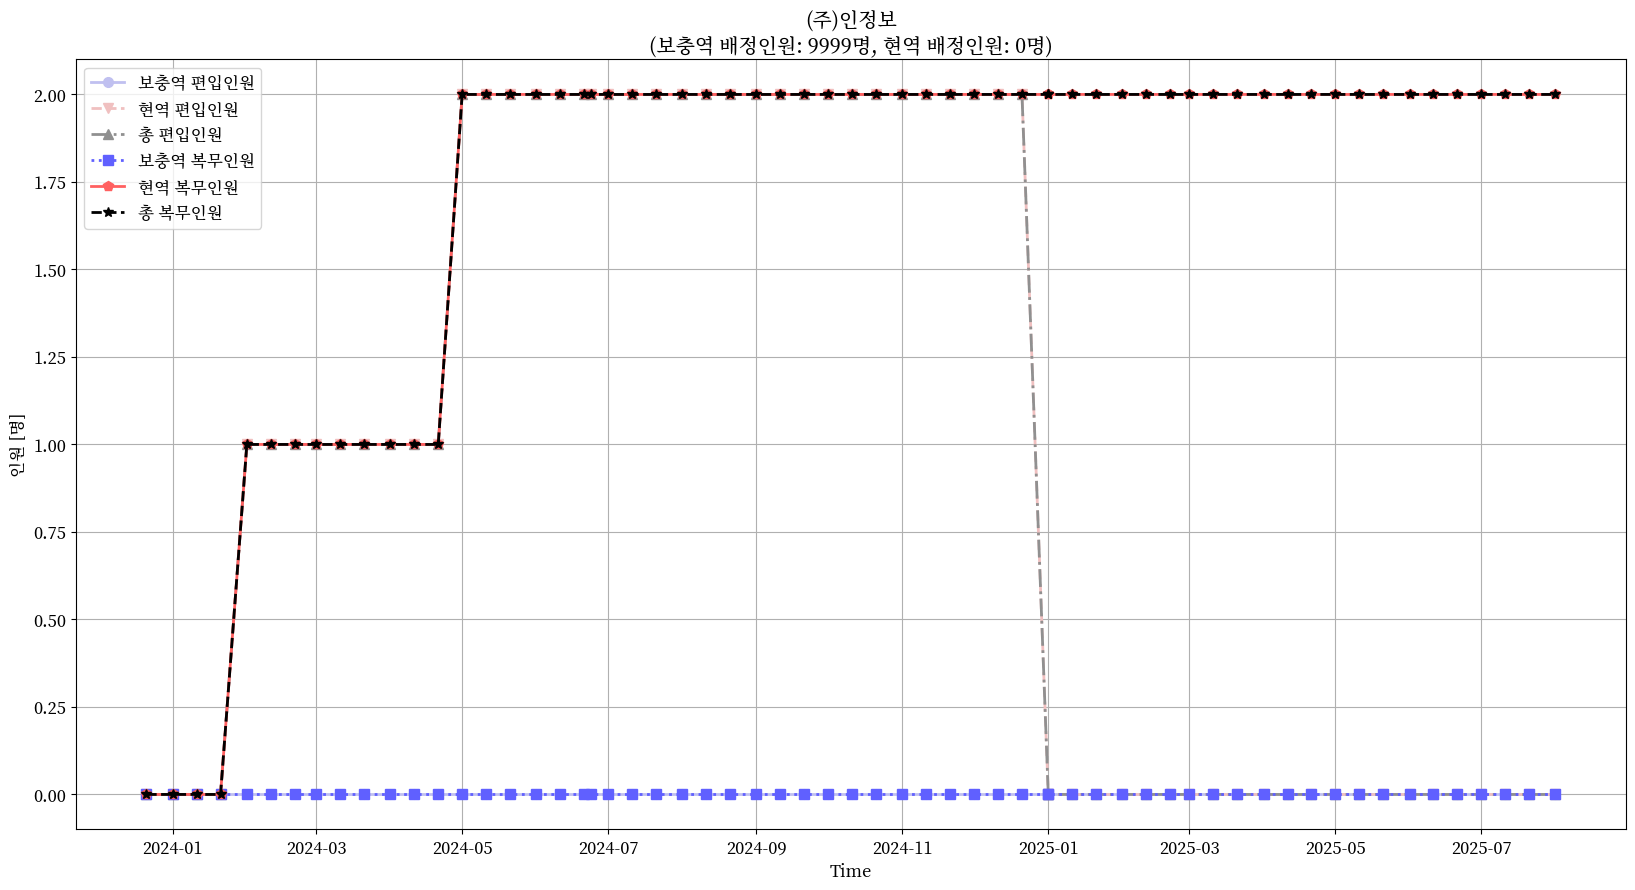 (주)인정보
(보충역 배정인원: 9999명, 현역 배정인원: 0명)
보충역 편입인원
현역 편입인원
총 편입인원
보충역 복무인원
현역 복무인원
총 복무인원
2.00
1.75
1.50
1.25
1.00
0.75
0.50
0.25
0.00
인원 [명]
2024-01
2024-03
2024-05
2024-07
2024-09
2024-11
2025-01
2025-03
2025-05
2025-07
Time